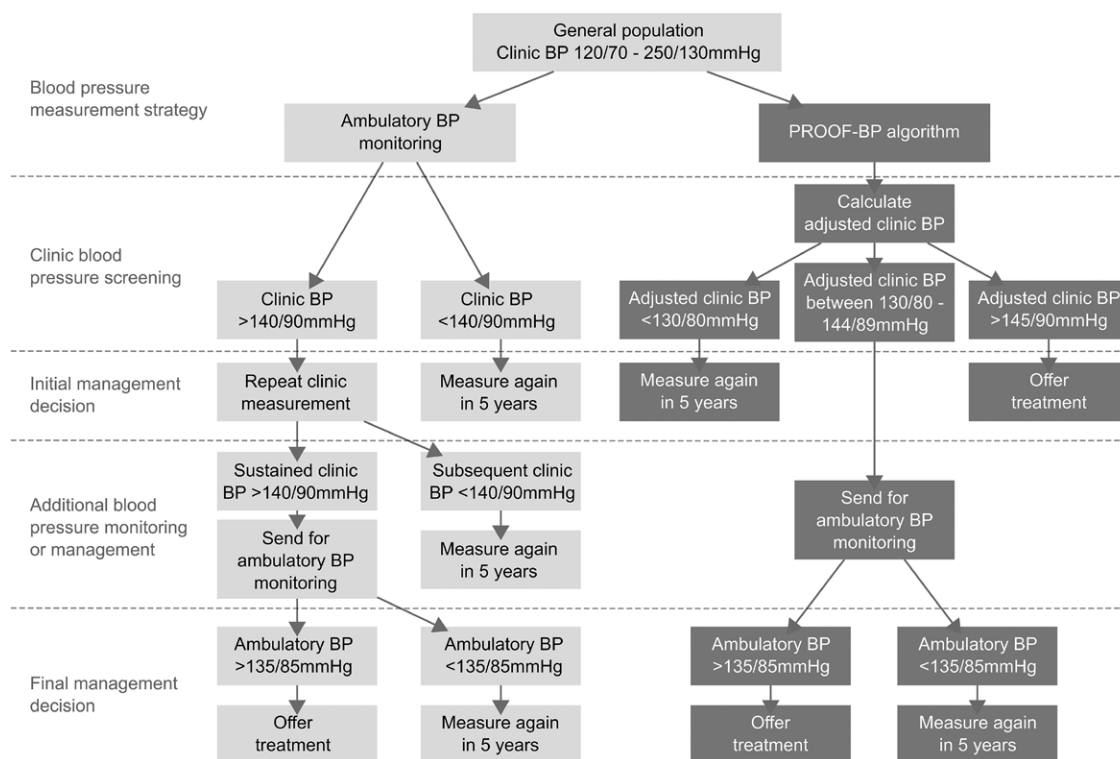 General population
Clinic BP 120/70 - 250/130mmHg
Blood pressure
measurement strategy
Ambulatory BP
monitoring
PROOF-BP algorithm
Calculate
adjusted clinic BP
Clinic blood
pressure screening
Clinic BP
>140/90mmHg
Clinic BP
<140/90mmHg
Adjusted clinic BP
<130/80mmHg
Adjusted clinic BP
between 130/80 -
144/89mmHg
Adjusted clinic BP
>145/90mmHg
Initial management
decision
Repeat clinic
measurement
Measure again
in 5 years
Measure again
in 5 years
Offer
treatment
Additional blood
pressure monitoring
or management
Sustained clinic
BP >140/90mmHg
Subsequent clinic
BP <140/90mmHg
Send for
ambulatory BP
monitoring
Measure again
in 5 years
Send for
ambulatory BP
monitoring
Final management
decision
Ambulatory BP
>135/85mmHg
Ambulatory BP
<135/85mmHg
Ambulatory BP
>135/85mmHg
Ambulatory BP
<135/85mmHg
Offer
treatment
Measure again
in 5 years
Offer
treatment
Measure again
in 5 years